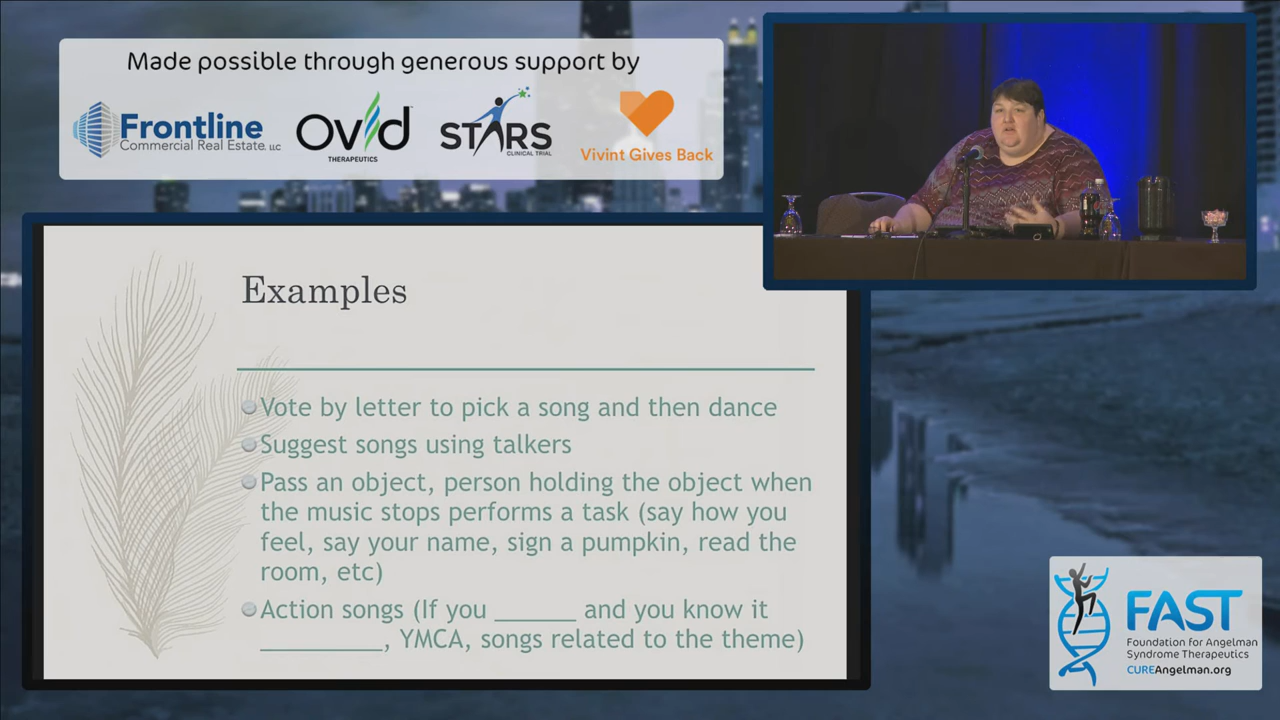 Made possible through generous support by
Frontline
Commercial Real Estate, LLC
Ovid
THERAPEUTICS
STARS
CLINICAL TRIAL
Vivint Gives Back
Examples
Vote by letter to pick a song and then dance
Suggest songs using talkers
Pass an object, person holding the object when
the music stops performs a task (say how you
feel, say your name, sign a pumpkin, read the
room, etc)
Action songs (If you ______ and you know it
_________, YMCA, songs related to the theme)
FAST
Foundation for Angelman
Syndrome Therapeutics
CUREAngelman.org